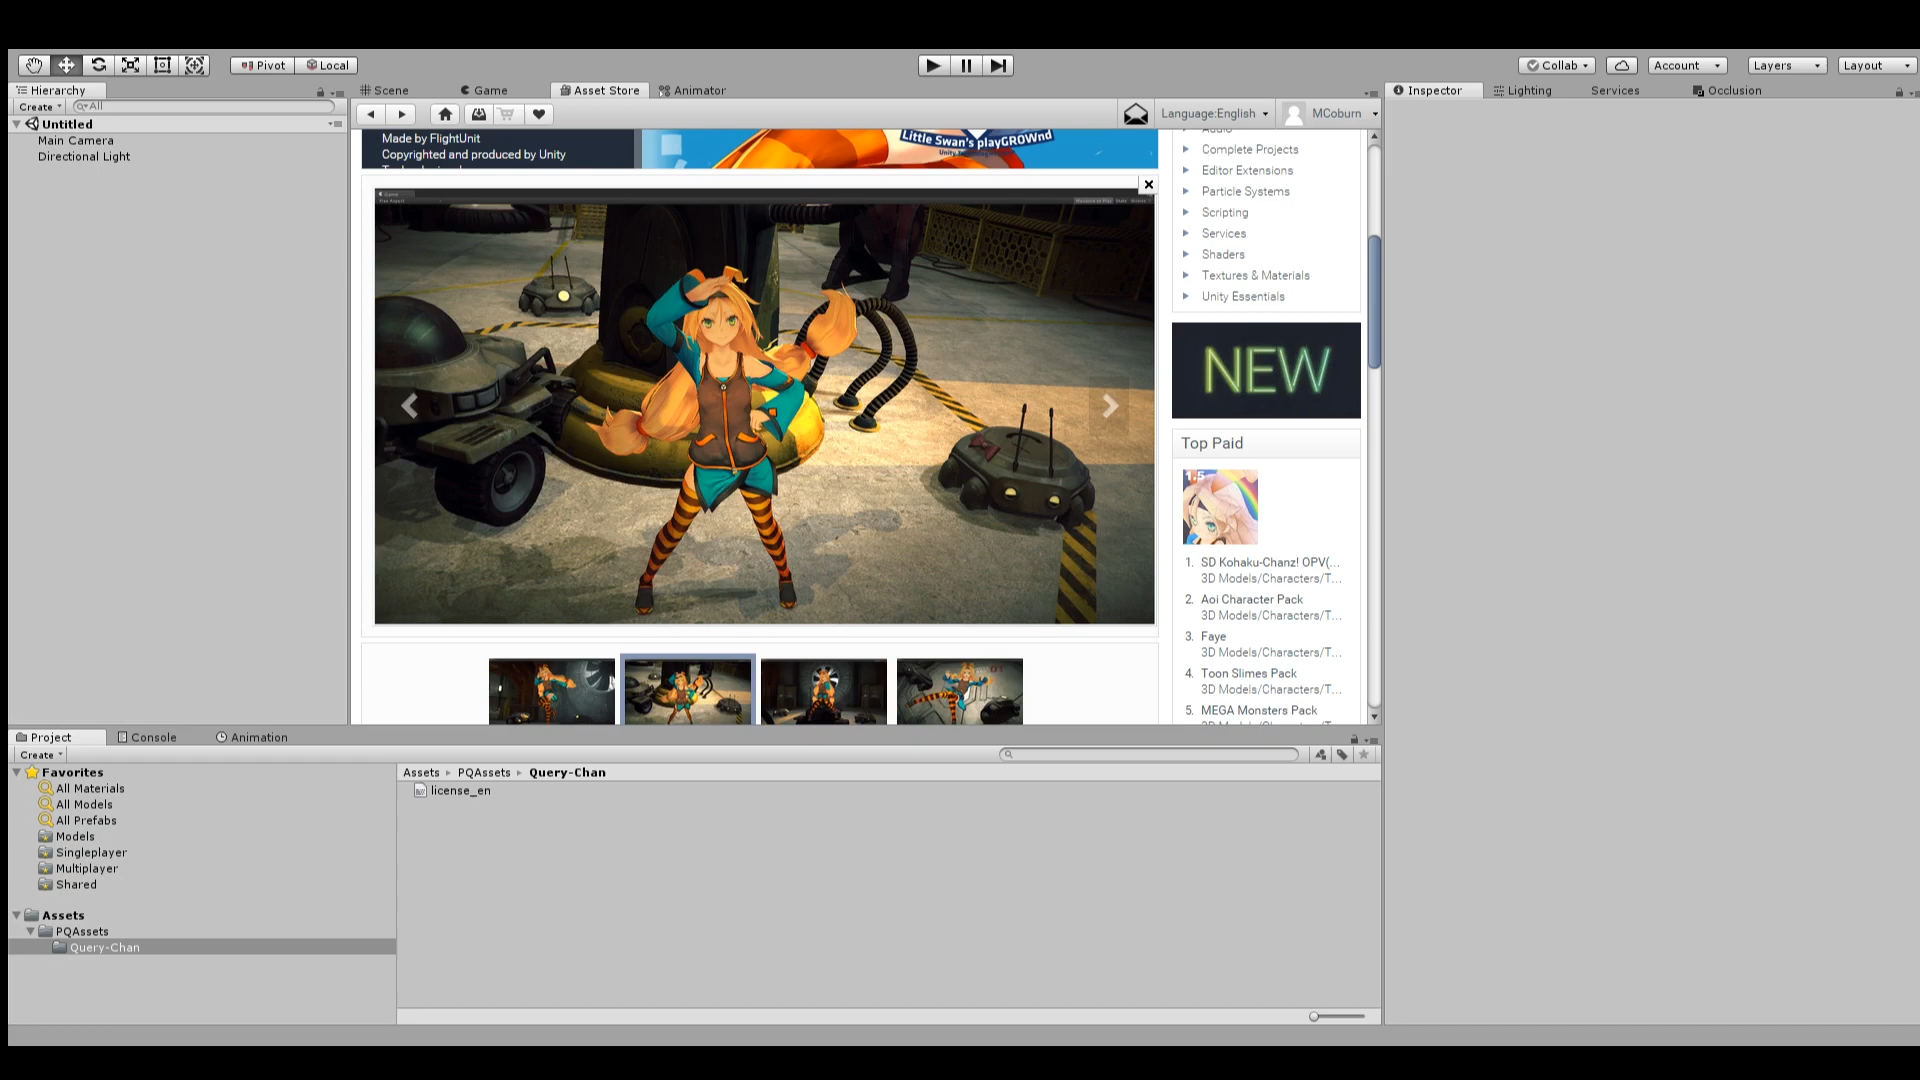 Pivot Local
Collab Account Layers Layout
Hierarchy
Scene Game Asset Store Animator
Inspector Lighting Services Occlusion
Create All
Language:English MCoburn
Untitled
Main Camera
Directional Light
Made by FlightUnit
Copyrighted and produced by Unity
Little Swan's playGROWnd
Audio
Complete Projects
Editor Extensions
Particle Systems
Scripting
Services
Shaders
Textures & Materials
Unity Essentials
NEW
Top Paid
1.5
1. SD Kohaku-Chanz! OPV(...
3D Models/Characters/T...
2. Aoi Character Pack
3D Models/Characters/T...
3. Faye
3D Models/Characters/T...
4. Toon Slimes Pack
3D Models/Characters/T...
5. MEGA Monsters Pack
Project Console Animation
Create
Favorites
All Materials
All Models
All Prefabs
Models
Singleplayer
Multiplayer
Shared
Assets
PQAssets
Query-Chan
Assets PQAssets Query-Chan
license_en